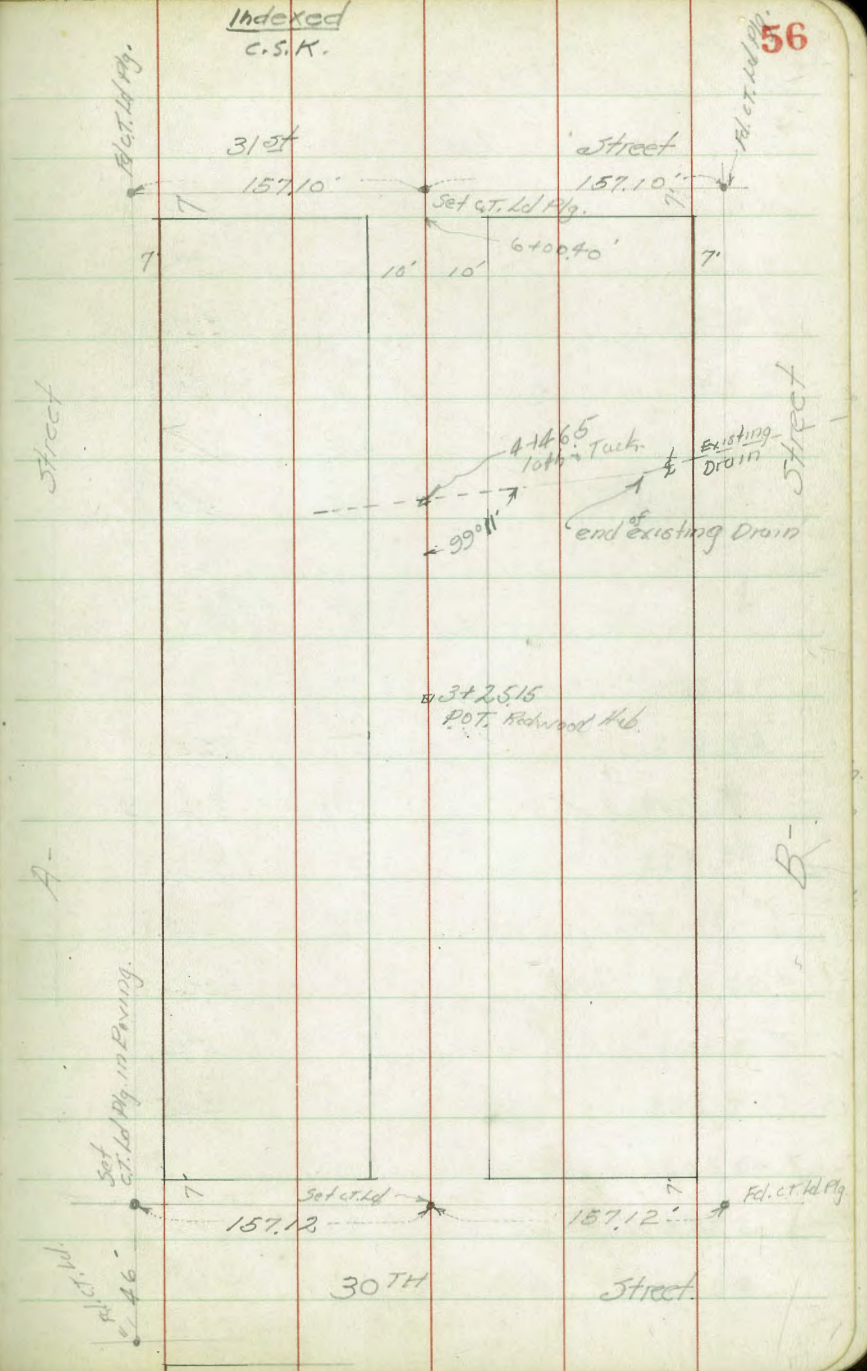 Indexed
C.S.K.
56
Fd C.T. Ld Plg.
Fd. C.T. Ld Plg.
31st Street
157.10'
157.10'
Set C.T. Ld Plg.
7'
7'
6+00.40'
7'
10'
10'
7'
Street
Street
4+46.5
Lath & Tack
Existing
Drain
99°11'
end of existing Drain
3+25.15
P.O.T. Redwood Hub.
A-
B-
Set
C.T. Ld Plg. in Paving.
7'
Set C.T. Ld
7'
Fd. C.T. Ld Plg
157.12
157.12'
Fd. C.T. Ld.
46'
30TH Street.